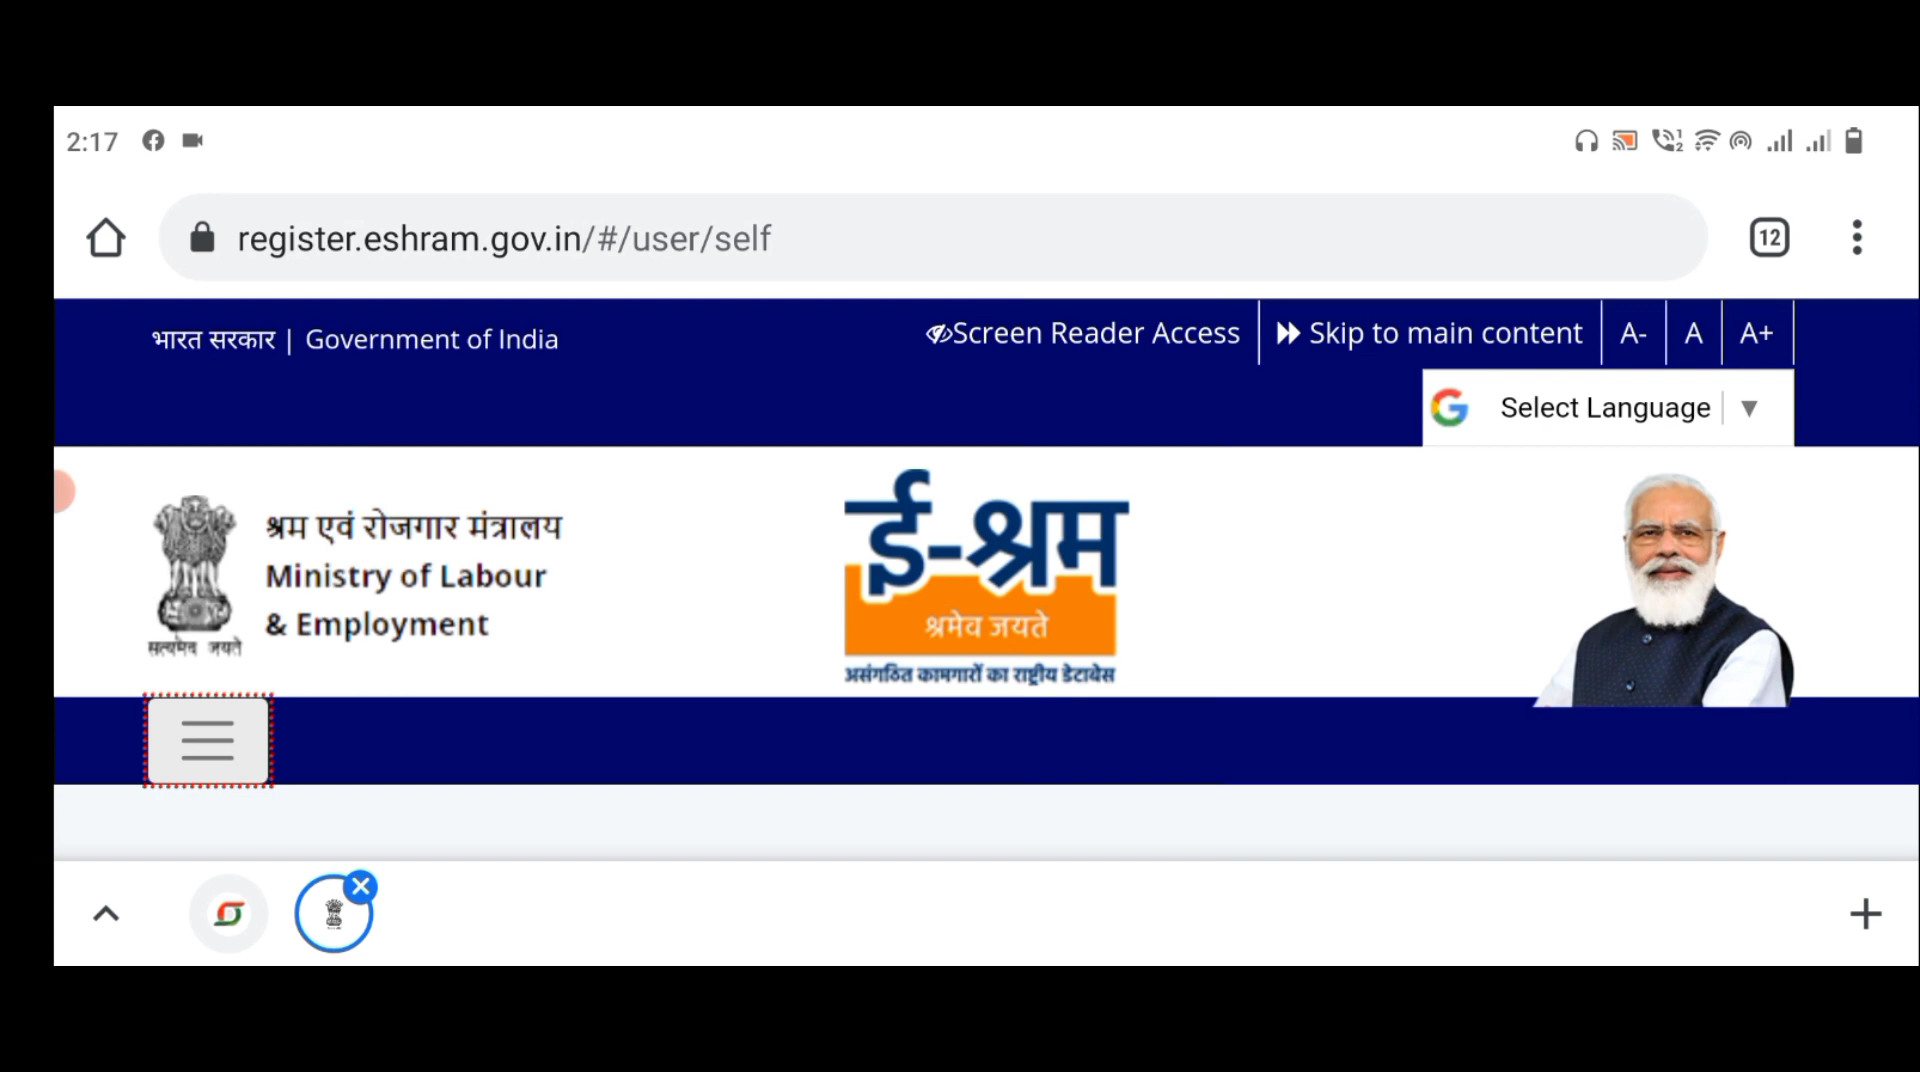 2:17
register.eshram.gov.in/#/user/self
12
भारत सरकार | Government of India
Screen Reader Access
Skip to main content
A-
A
A+
Select Language ▼
श्रम एवं रोजगार मंत्रालय
Ministry of Labour
& Employment
सत्यमेव जयते
ई-श्रम
श्रमेव जयते
असंगठित कामगारों का राष्ट्रीय डेटाबेस